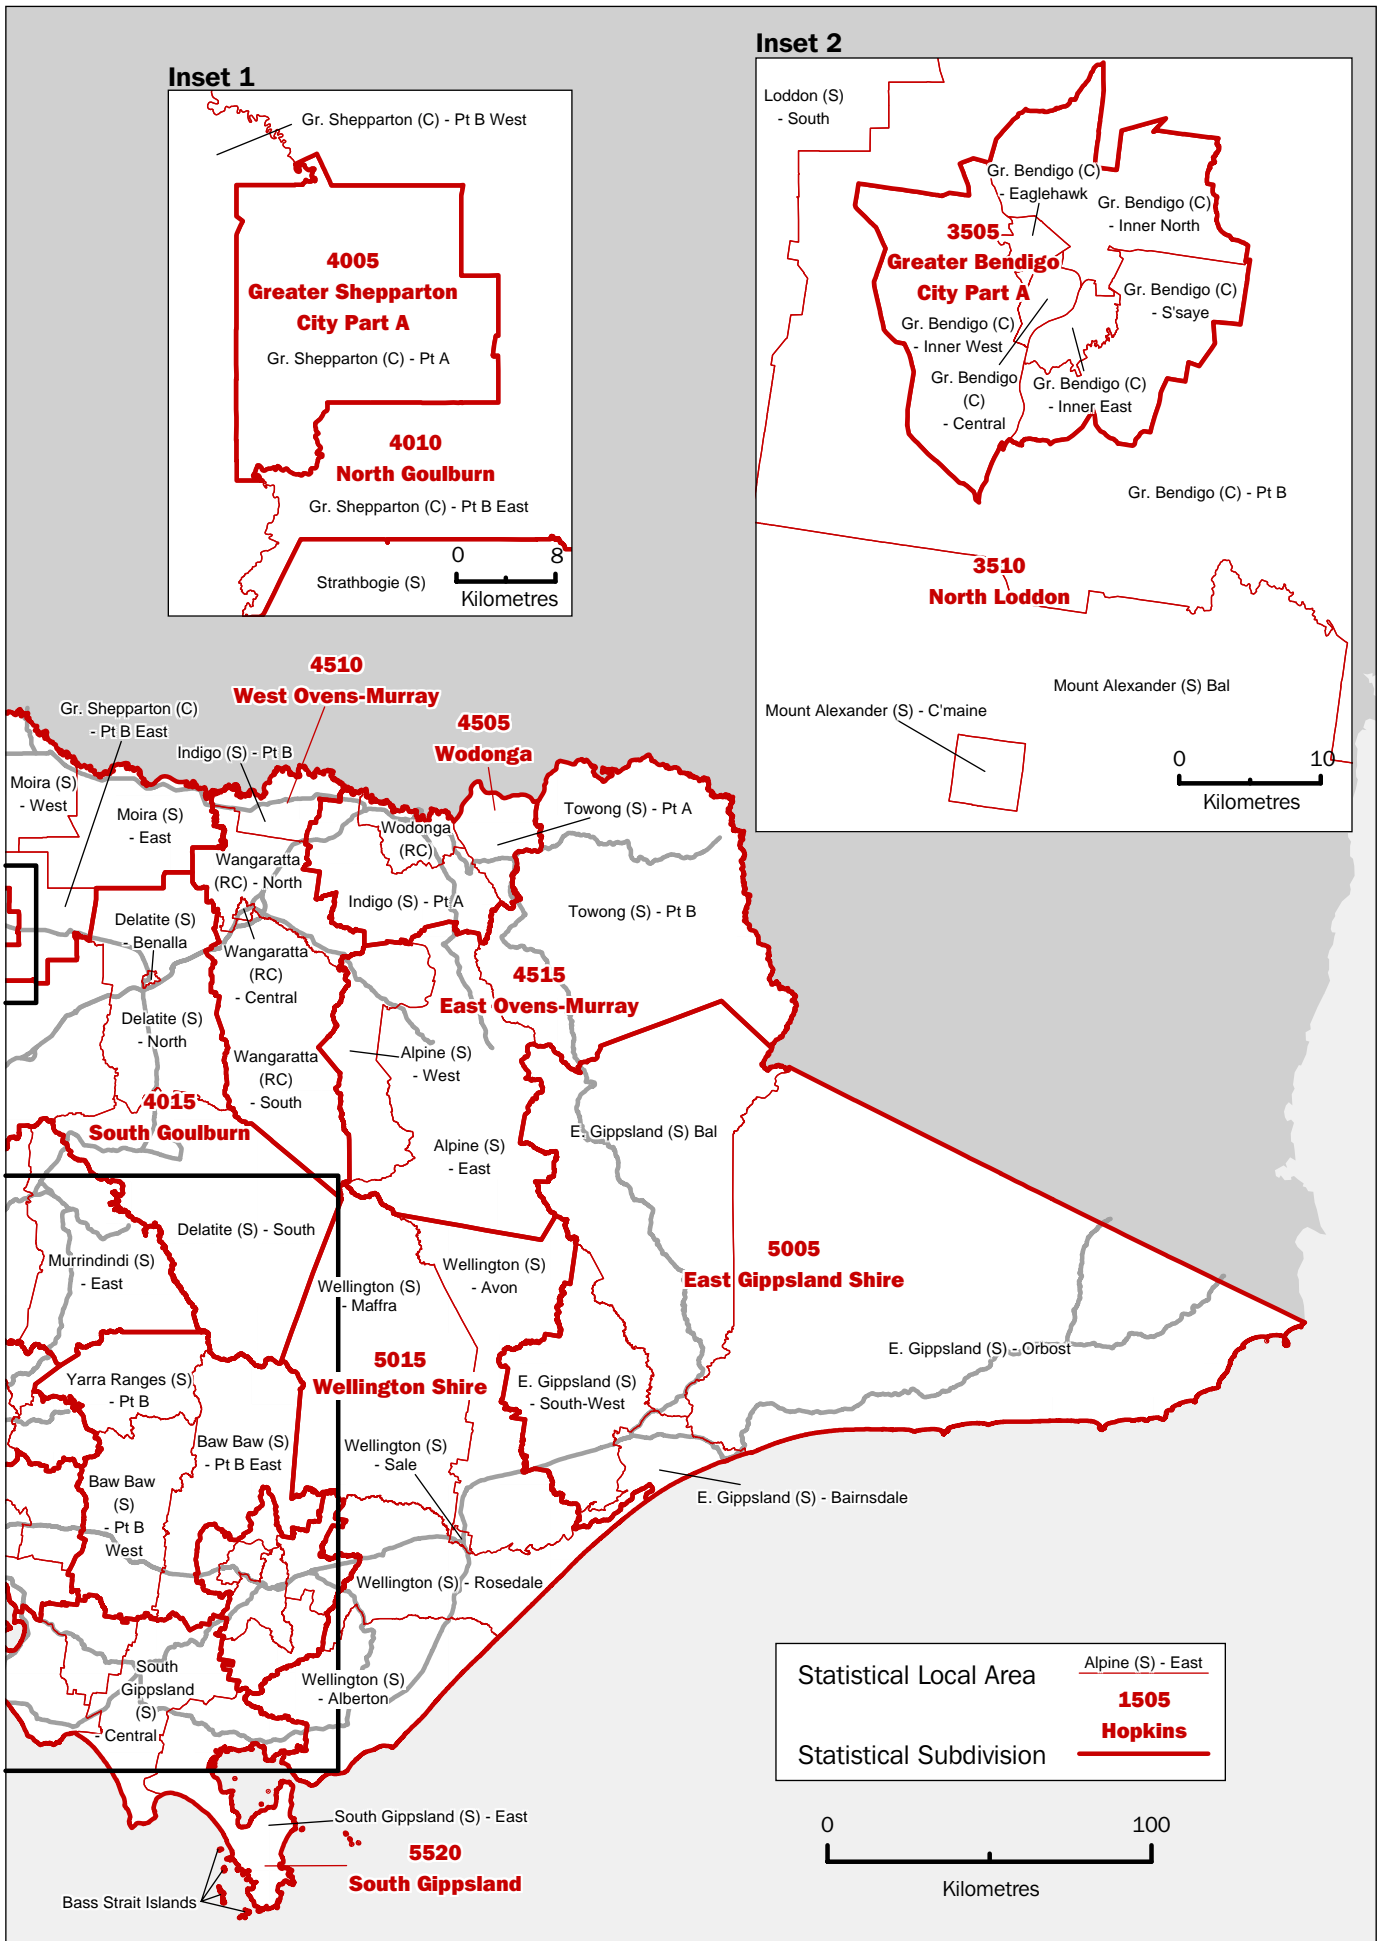 Inset 1
Gr. Shepparton (C) - Pt B West
4005
Greater Shepparton
City Part A
Gr. Shepparton (C) - Pt A
4010
North Goulburn
Gr. Shepparton (C) - Pt B East
0 8
Kilometres
Strathbogie (S)
Inset 2
Loddon (S)
- South
Gr. Bendigo (C)
- Eaglehawk
Gr. Bendigo (C)
- Inner North
3505
Greater Bendigo
City Part A
Gr. Bendigo (C)
- S'saye
Gr. Bendigo (C)
- Inner West
Gr. Bendigo
(C)
- Central
Gr. Bendigo (C)
- Inner East
Gr. Bendigo (C) - Pt B
3510
North Loddon
Mount Alexander (S) Bal
Mount Alexander (S) - C'maine
0 10
Kilometres
4510
West Ovens-Murray
4505
Wodonga
Gr. Shepparton (C)
- Pt B East
Indigo (S) - Pt B
Moira (S)
- West
Moira (S)
- East
Towong (S) - Pt A
Wodonga
(RC)
Wangaratta
(RC) - North
Indigo (S) - Pt A
Towong (S) - Pt B
Delatite (S)
- Benalla
Wangaratta
(RC)
- Central
4515
East Ovens-Murray
Delatite (S)
- North
Wangaratta
(RC)
- South
Alpine (S)
- West
4015
South Goulburn
Alpine (S)
- East
E. Gippsland (S) Bal
Delatite (S) - South
Murrindindi (S)
- East
Wellington (S)
- Maffra
Wellington (S)
- Avon
5005
East Gippsland Shire
E. Gippsland (S) - Orbost
5015
Wellington Shire
Yarra Ranges (S)
- Pt B
E. Gippsland (S)
- South-West
Baw Baw (S)
- Pt B East
Wellington (S)
- Sale
Baw Baw
(S)
- Pt B
West
E. Gippsland (S) - Bairnsdale
Wellington (S) - Rosedale
South
Gippsland
(S)
- Central
Wellington (S)
- Alberton
South Gippsland (S) - East
5520
South Gippsland
Bass Strait Islands
Statistical Local Area
Alpine (S) - East
1505
Hopkins
Statistical Subdivision
0 100
Kilometres